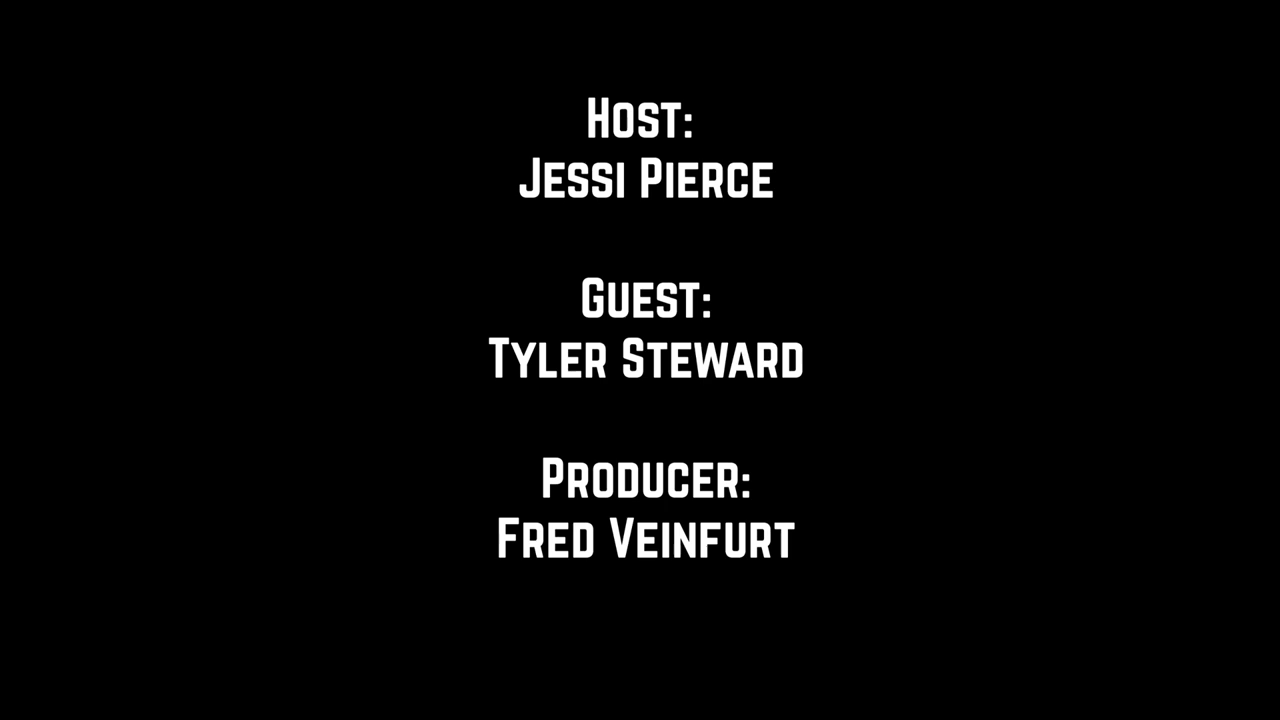 Host:
Jessi Pierce
Guest:
Tyler Steward
Producer:
Fred Veinfurt